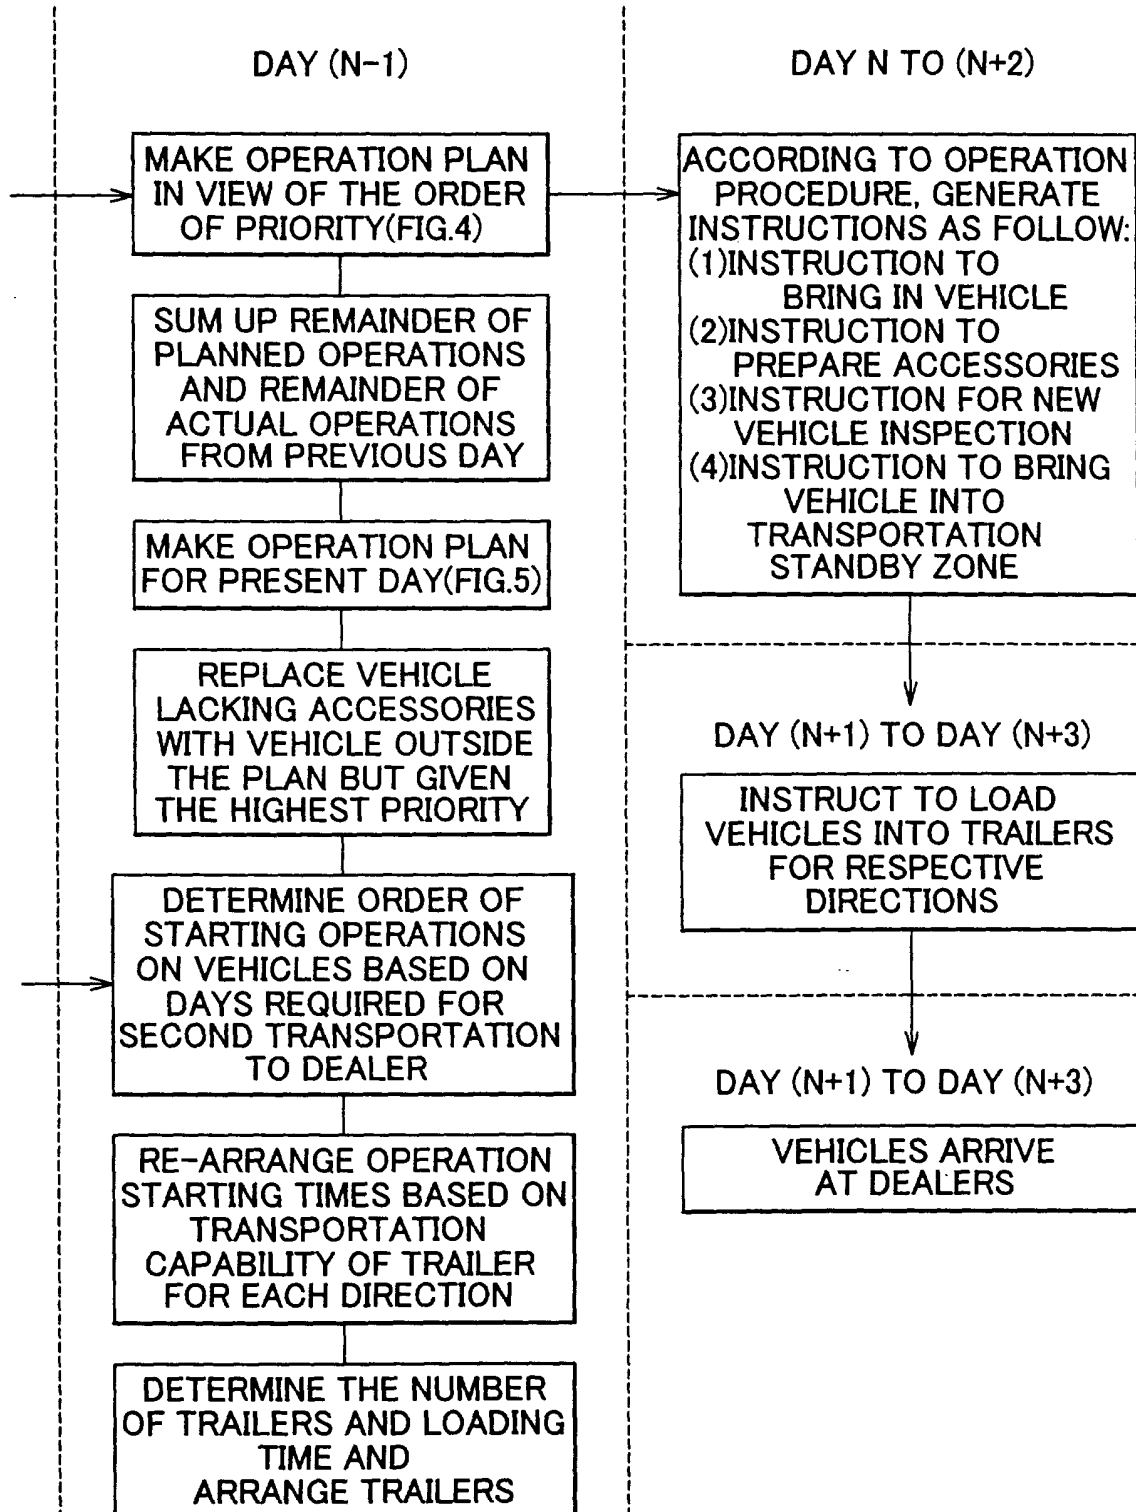 DAY (N-1)
MAKE OPERATION PLAN
IN VIEW OF THE ORDER
OF PRIORITY(FIG.4)
SUM UP REMAINDER OF
PLANNED OPERATIONS
AND REMAINDER OF
ACTUAL OPERATIONS
FROM PREVIOUS DAY
MAKE OPERATION PLAN
FOR PRESENT DAY(FIG.5)
REPLACE VEHICLE
LACKING ACCESSORIES
WITH VEHICLE OUTSIDE
THE PLAN BUT GIVEN
THE HIGHEST PRIORITY
DETERMINE ORDER OF
STARTING OPERATIONS
ON VEHICLES BASED ON
DAYS REQUIRED FOR
SECOND TRANSPORTATION
TO DEALER
RE-ARRANGE OPERATION
STARTING TIMES BASED ON
TRANSPORTATION
CAPABILITY OF TRAILER
FOR EACH DIRECTION
DETERMINE THE NUMBER
OF TRAILERS AND LOADING
TIME AND
ARRANGE TRAILERS
DAY N TO (N+2)
ACCORDING TO OPERATION
PROCEDURE, GENERATE
INSTRUCTIONS AS FOLLOW:
(1)INSTRUCTION TO
BRING IN VEHICLE
(2)INSTRUCTION TO
PREPARE ACCESSORIES
(3)INSTRUCTION FOR NEW
VEHICLE INSPECTION
(4)INSTRUCTION TO BRING
VEHICLE INTO
TRANSPORTATION
STANDBY ZONE
DAY (N+1) TO DAY (N+3)
INSTRUCT TO LOAD
VEHICLES INTO TRAILERS
FOR RESPECTIVE
DIRECTIONS
DAY (N+1) TO DAY (N+3)
VEHICLES ARRIVE
AT DEALERS